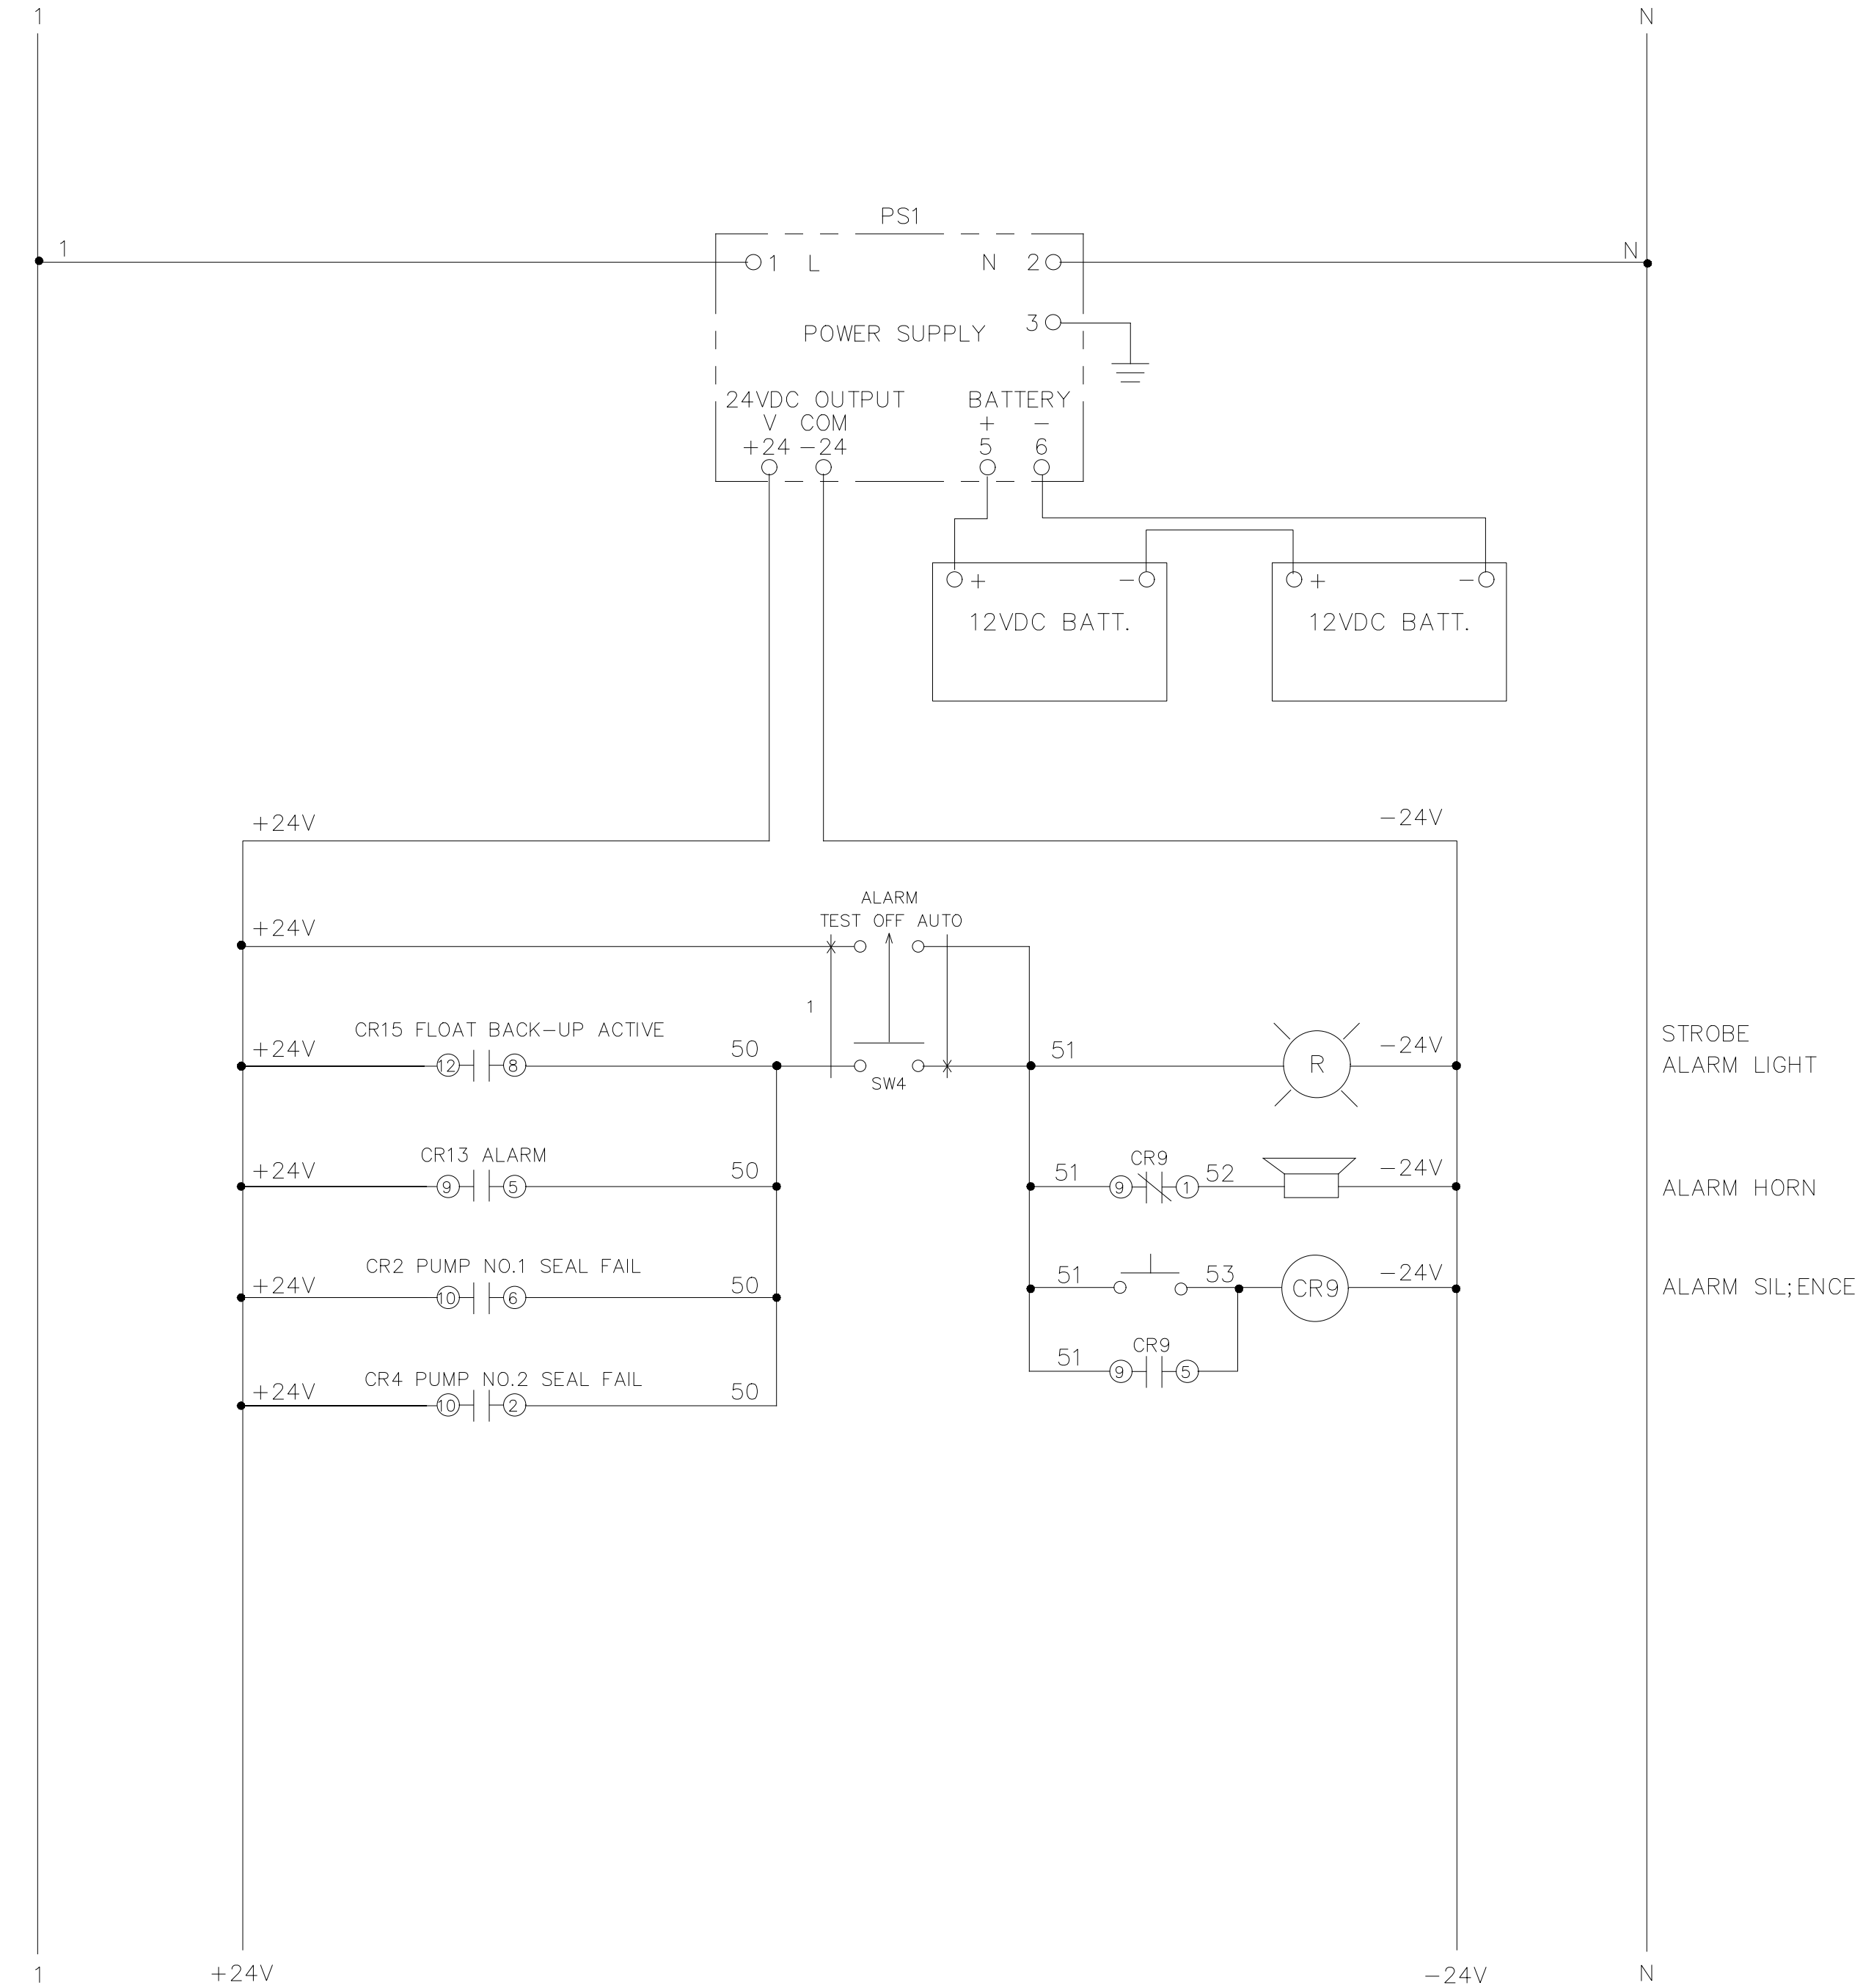 1 N
PS1
1 1 L N 2 N
3
POWER SUPPLY
24VDC OUTPUT BATTERY
V COM + −
+24 −24 5 6
+ − + −
12VDC BATT. 12VDC BATT.
+24V −24V
ALARM
TEST OFF AUTO
+24V
1
CR15 FLOAT BACK−UP ACTIVE
STROBE
+24V 50 51 −24V
12 8 R ALARM LIGHT
SW4
CR13 ALARM CR9
+24V 50 51 52 −24V
9 5 9 1 ALARM HORN
CR2 PUMP NO.1 SEAL FAIL
+24V 50 51 53 −24V
10 6 CR9 ALARM SIL;ENCE
CR9
51
9 5
CR4 PUMP NO.2 SEAL FAIL
+24V 50
10 2
1 +24V −24V N